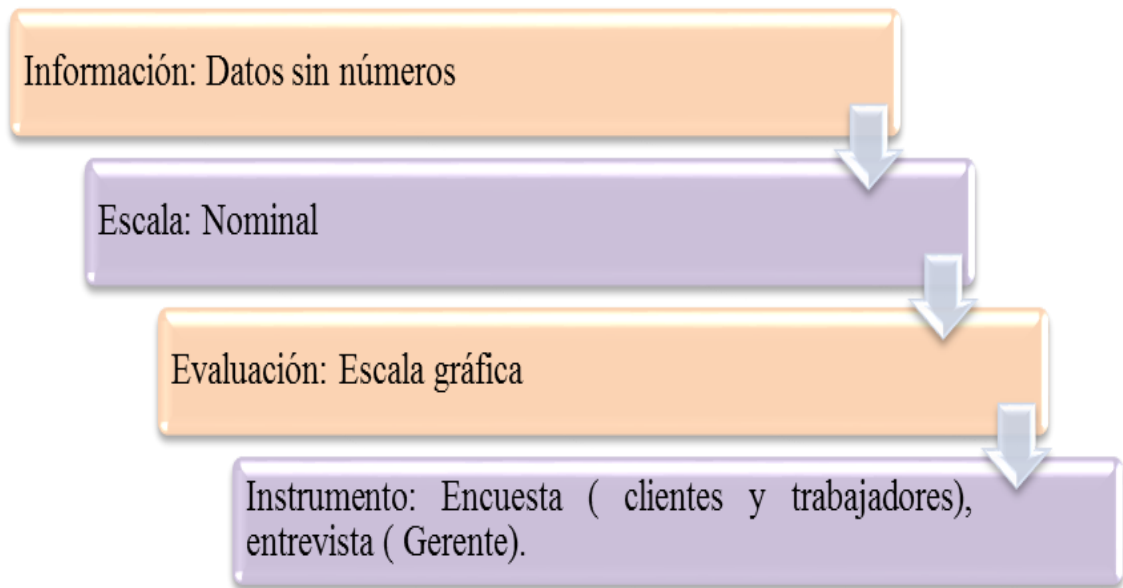 Información: Datos sin números
Escala: Nominal
Evaluación: Escala gráfica
Instrumento: Encuesta ( clientes y trabajadores),
entrevista ( Gerente).